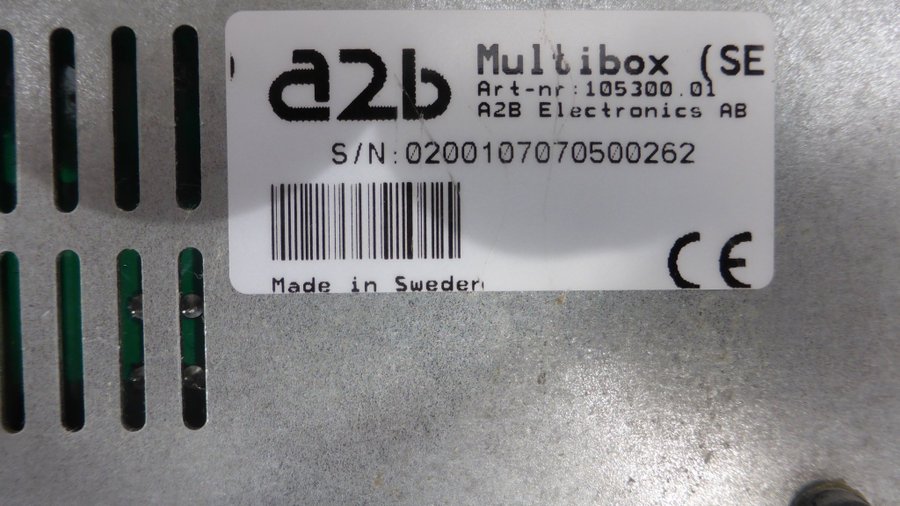 a2b
Multibox (SE
Art-nr:105300.01
A2B Electronics AB
S/N:0200107070500262
Made in Sweden
CE